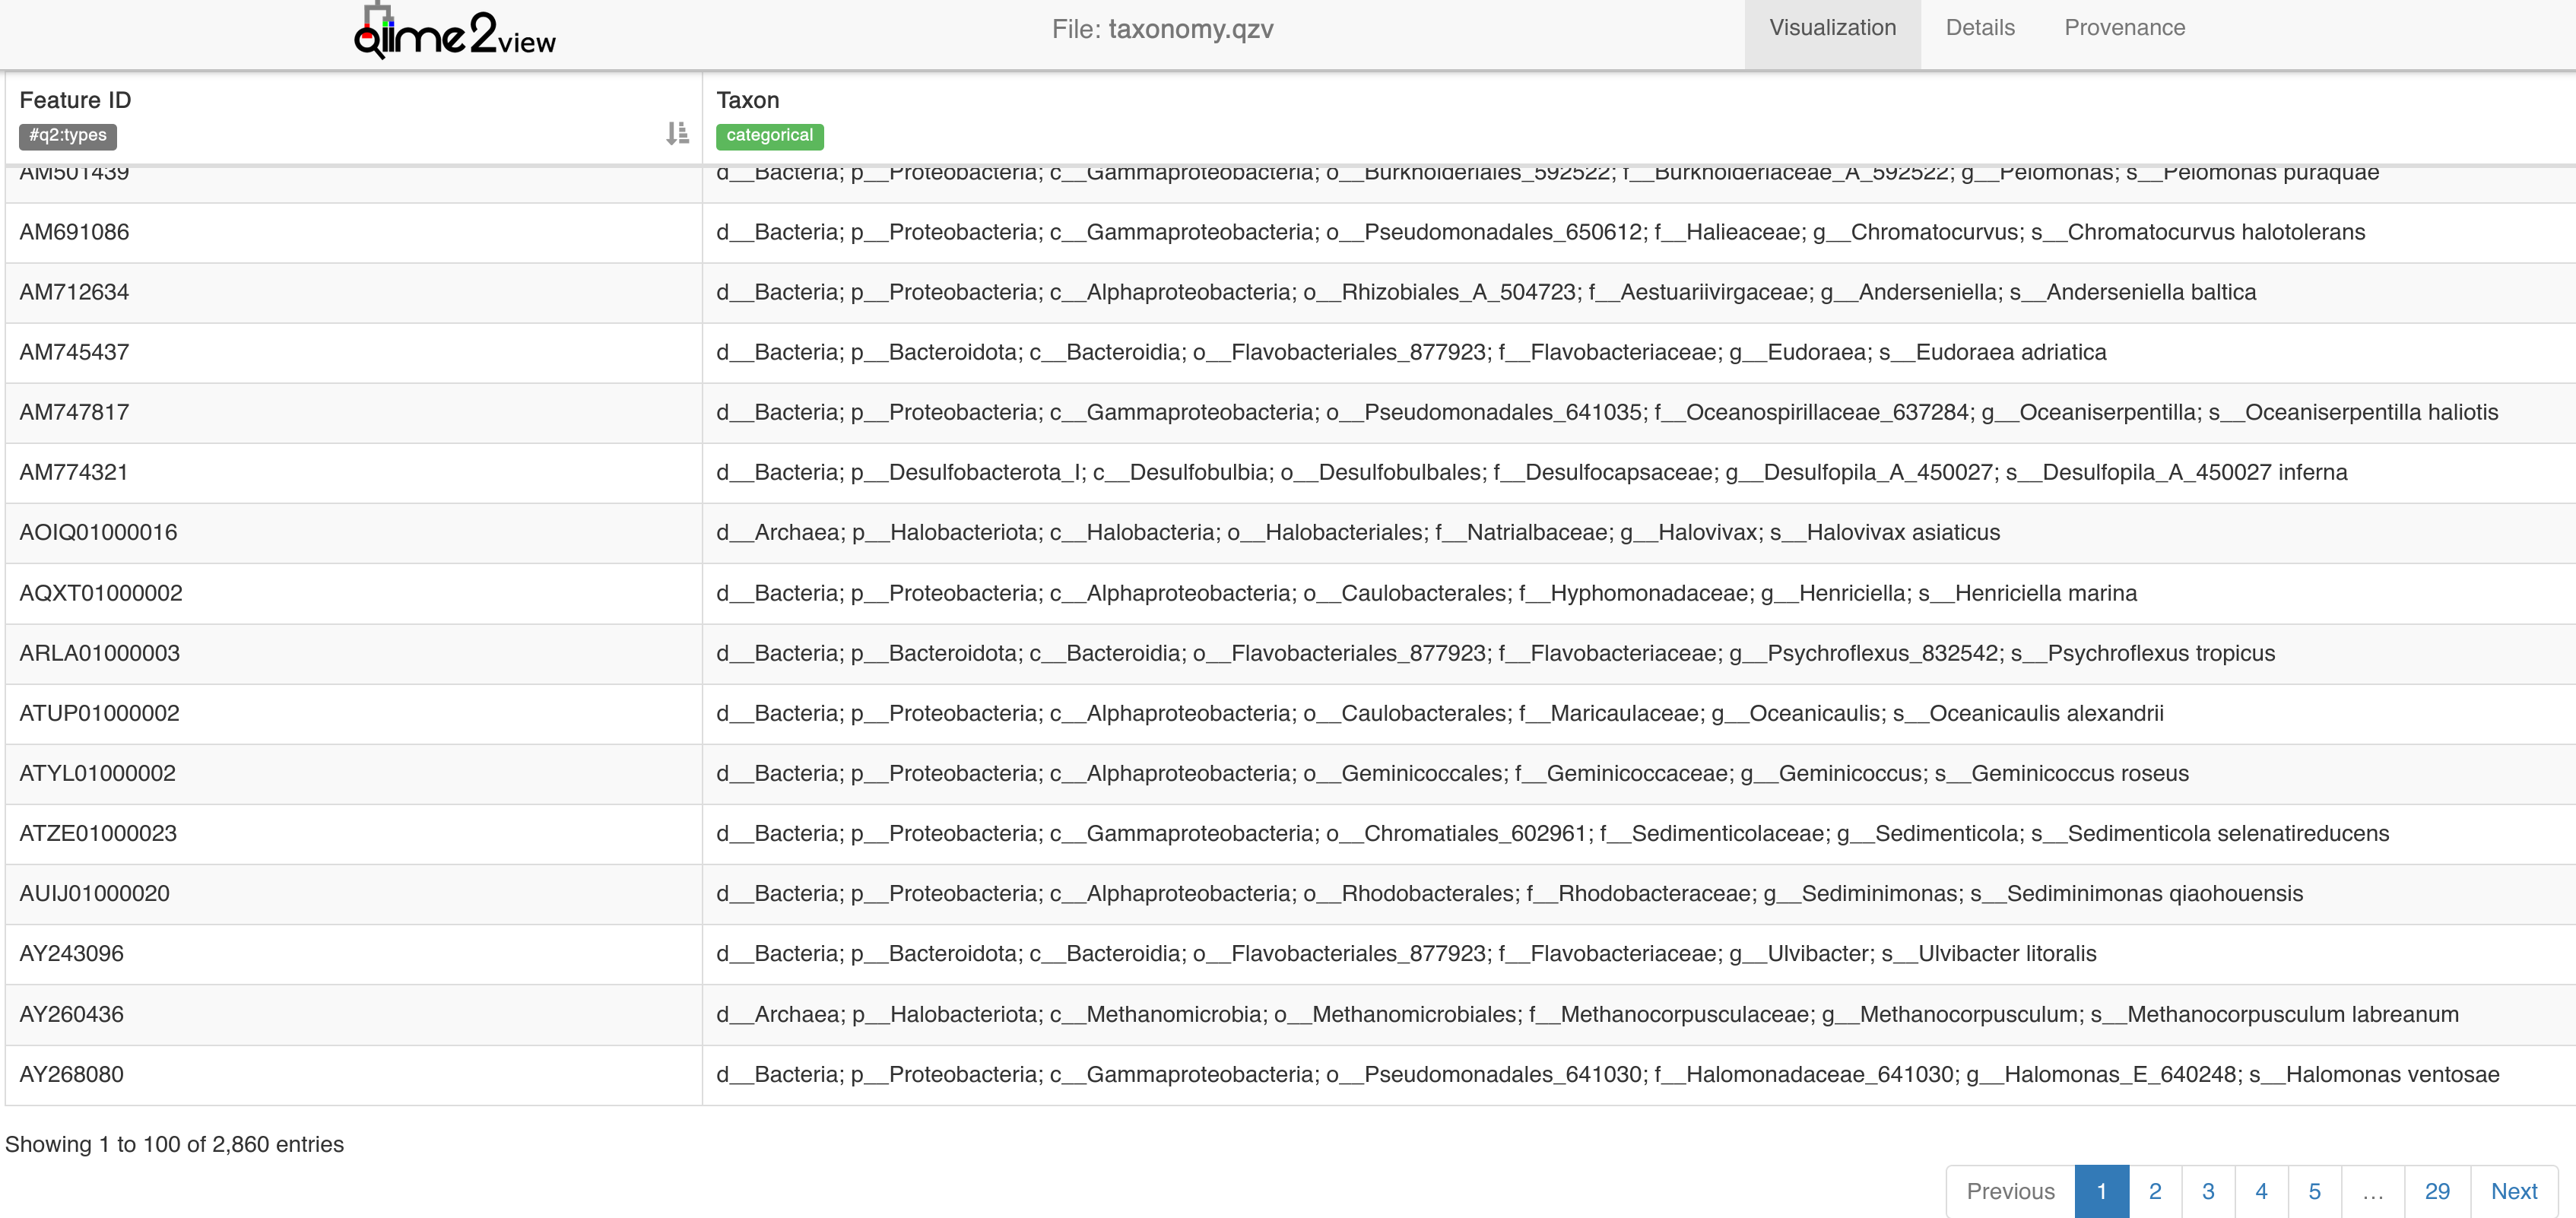 qiime2view File: taxonomy.qzv Visualization Details Provenance
Feature ID Taxon
#q2:types categorical
AM501439 d__Bacteria; p__Proteobacteria; c__Gammaproteobacteria; o__Burkholderiales_592522; f__Burkholderiaceae_A_592522; g__Pelomonas; s__Pelomonas puraquae
AM691086 d__Bacteria; p__Proteobacteria; c__Gammaproteobacteria; o__Pseudomonadales_650612; f__Halieaceae; g__Chromatocurvus; s__Chromatocurvus halotolerans
AM712634 d__Bacteria; p__Proteobacteria; c__Alphaproteobacteria; o__Rhizobiales_A_504723; f__Aestuariivirgaceae; g__Anderseniella; s__Anderseniella baltica
AM745437 d__Bacteria; p__Bacteroidota; c__Bacteroidia; o__Flavobacteriales_877923; f__Flavobacteriaceae; g__Eudoraea; s__Eudoraea adriatica
AM747817 d__Bacteria; p__Proteobacteria; c__Gammaproteobacteria; o__Pseudomonadales_641035; f__Oceanospirillaceae_637284; g__Oceaniserpentilla; s__Oceaniserpentilla haliotis
AM774321 d__Bacteria; p__Desulfobacterota_I; c__Desulfobulbia; o__Desulfobulbales; f__Desulfocapsaceae; g__Desulfopila_A_450027; s__Desulfopila_A_450027 inferna
AOIQ01000016 d__Archaea; p__Halobacteriota; c__Halobacteria; o__Halobacteriales; f__Natrialbaceae; g__Halovivax; s__Halovivax asiaticus
AQXT01000002 d__Bacteria; p__Proteobacteria; c__Alphaproteobacteria; o__Caulobacterales; f__Hyphomonadaceae; g__Henriciella; s__Henriciella marina
ARLA01000003 d__Bacteria; p__Bacteroidota; c__Bacteroidia; o__Flavobacteriales_877923; f__Flavobacteriaceae; g__Psychroflexus_832542; s__Psychroflexus tropicus
ATUP01000002 d__Bacteria; p__Proteobacteria; c__Alphaproteobacteria; o__Caulobacterales; f__Maricaulaceae; g__Oceanicaulis; s__Oceanicaulis alexandrii
ATYL01000002 d__Bacteria; p__Proteobacteria; c__Alphaproteobacteria; o__Geminicoccales; f__Geminicoccaceae; g__Geminicoccus; s__Geminicoccus roseus
ATZE01000023 d__Bacteria; p__Proteobacteria; c__Gammaproteobacteria; o__Chromatiales_602961; f__Sedimenticolaceae; g__Sedimenticola; s__Sedimenticola selenatireducens
AUIJ01000020 d__Bacteria; p__Proteobacteria; c__Alphaproteobacteria; o__Rhodobacterales; f__Rhodobacteraceae; g__Sediminimonas; s__Sediminimonas qiaohouensis
AY243096 d__Bacteria; p__Bacteroidota; c__Bacteroidia; o__Flavobacteriales_877923; f__Flavobacteriaceae; g__Ulvibacter; s__Ulvibacter litoralis
AY260436 d__Archaea; p__Halobacteriota; c__Methanomicrobia; o__Methanomicrobiales; f__Methanocorpusculaceae; g__Methanocorpusculum; s__Methanocorpusculum labreanum
AY268080 d__Bacteria; p__Proteobacteria; c__Gammaproteobacteria; o__Pseudomonadales_641030; f__Halomonadaceae_641030; g__Halomonas_E_640248; s__Halomonas ventosae
Showing 1 to 100 of 2,860 entries
Previous 1 2 3 4 5 … 29 Next